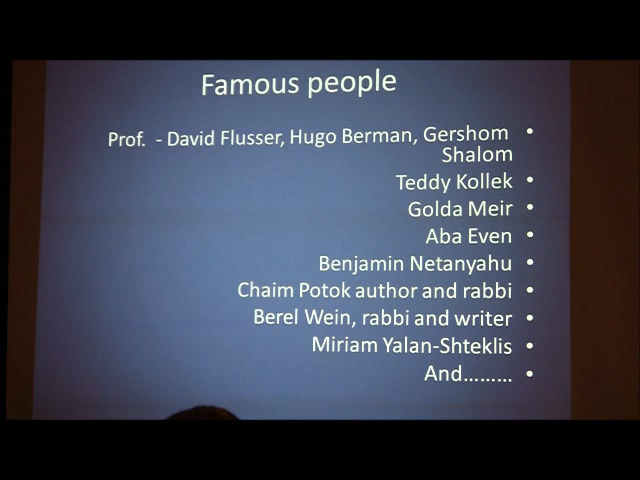 Famous people
Prof. - David Flusser, Hugo Berman, Gershom •
Shalom
Teddy Kollek •
Golda Meir •
Aba Even •
Benjamin Netanyahu •
Chaim Potok author and rabbi •
Berel Wein, rabbi and writer •
Miriam Yalan-Shteklis •
And……… •